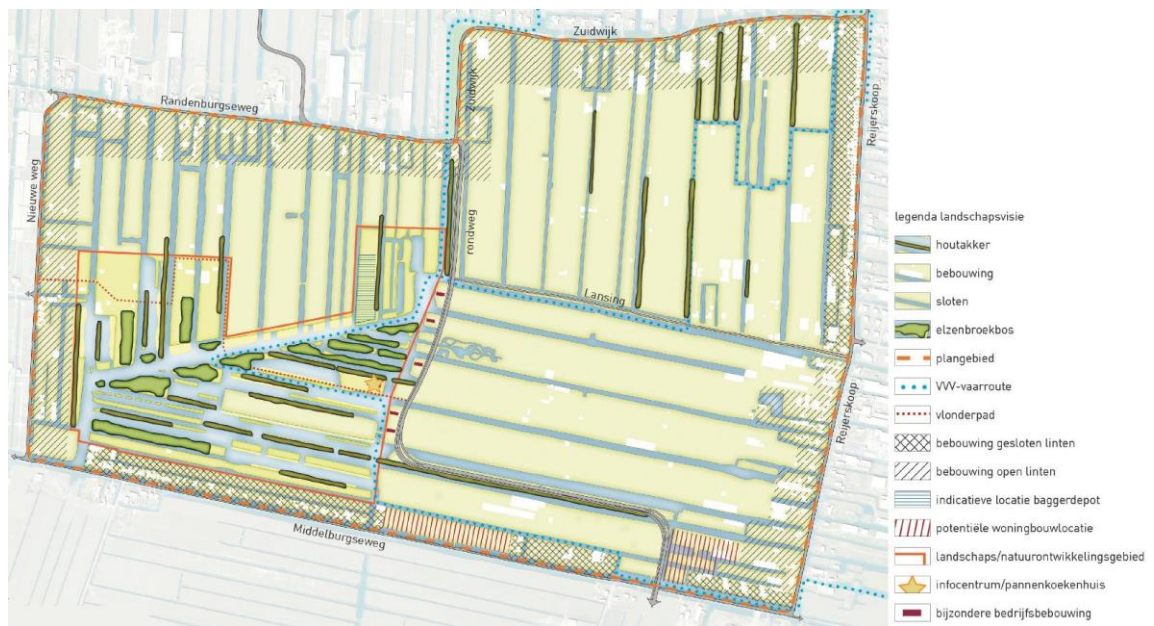 Zuidwijk
Zuidwijk
Randenburgseweg
Reijerskoop
Nieuwe weg
rondweg
Lansing
Reijerskoop
Middelburgseweg
legenda landschapsvisie
houtakker
bebouwing
sloten
elzenbroekbos
plangebied
VVV-vaarroute
vlonderpad
bebouwing gesloten linten
bebouwing open linten
indicatieve locatie baggerdepot
potentiële woningbouwlocatie
landschaps/natuurontwikkelingsgebied
infocentrum/pannenkoekenhuis
bijzondere bedrijfsbebouwing